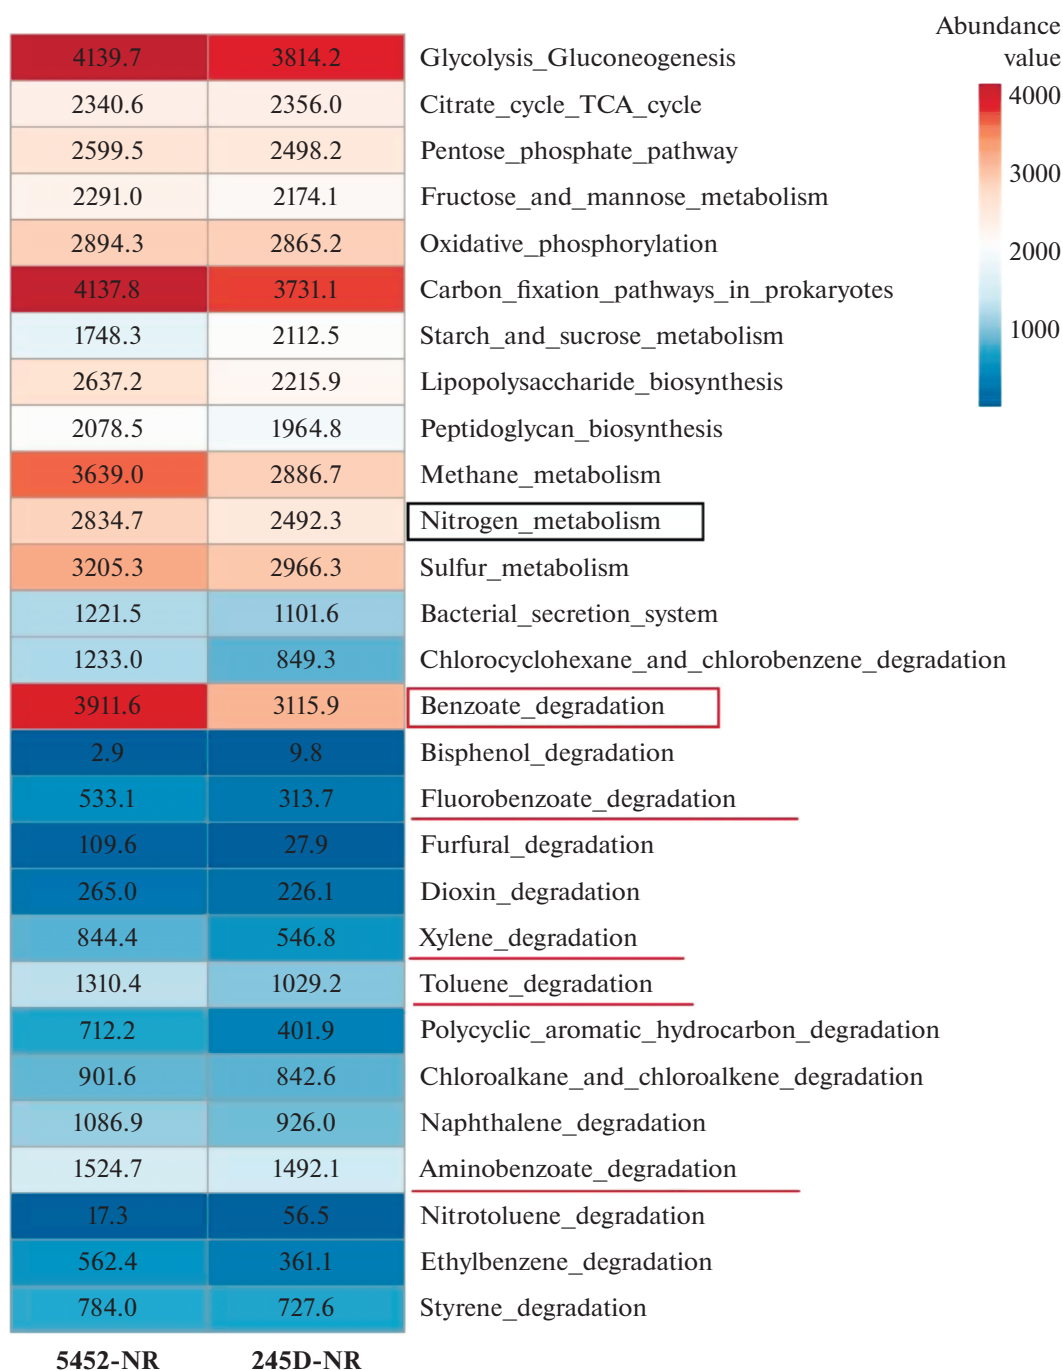 Abundance
value
4139.7 3814.2 Glycolysis_Gluconeogenesis
2340.6 2356.0 Citrate_cycle_TCA_cycle
4000
2599.5 2498.2 Pentose_phosphate_pathway
3000
2291.0 2174.1 Fructose_and_mannose_metabolism
2894.3 2865.2 Oxidative_phosphorylation
2000
4137.8 3731.1 Carbon_fixation_pathways_in_prokaryotes
1748.3 2112.5 Starch_and_sucrose_metabolism
1000
2637.2 2215.9 Lipopolysaccharide_biosynthesis
2078.5 1964.8 Peptidoglycan_biosynthesis
3639.0 2886.7 Methane_metabolism
2834.7 2492.3 Nitrogen_metabolism
3205.3 2966.3 Sulfur_metabolism
1221.5 1101.6 Bacterial_secretion_system
1233.0 849.3 Chlorocyclohexane_and_chlorobenzene_degradation
3911.6 3115.9 Benzoate_degradation
2.9 9.8 Bisphenol_degradation
533.1 313.7 Fluorobenzoate_degradation
109.6 27.9 Furfural_degradation
265.0 226.1 Dioxin_degradation
844.4 546.8 Xylene_degradation
1310.4 1029.2 Toluene_degradation
712.2 401.9 Polycyclic_aromatic_hydrocarbon_degradation
901.6 842.6 Chloroalkane_and_chloroalkene_degradation
1086.9 926.0 Naphthalene_degradation
1524.7 1492.1 Aminobenzoate_degradation
17.3 56.5 Nitrotoluene_degradation
562.4 361.1 Ethylbenzene_degradation
784.0 727.6 Styrene_degradation
5452-NR 245D-NR